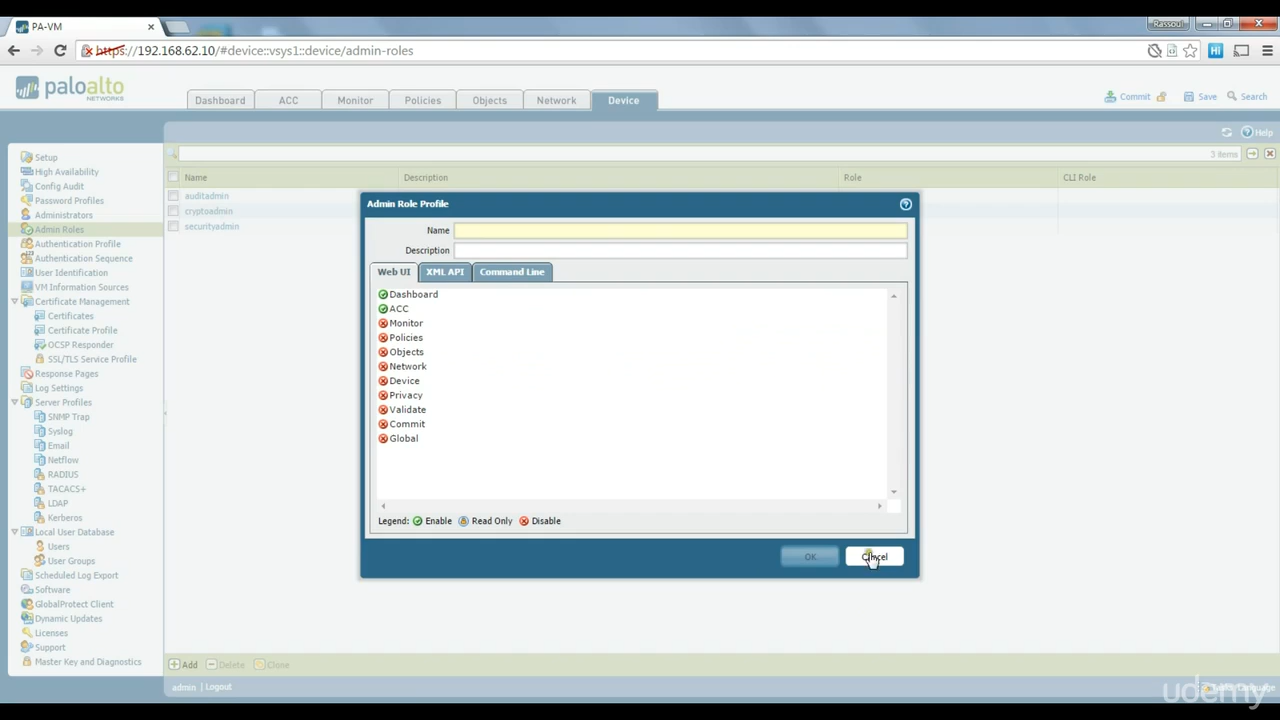 PA-VM
Rassoul
https://192.168.62.10/#device::vsys1::device/admin-roles
paloalto
NETWORKS
Dashboard
ACC
Monitor
Policies
Objects
Network
Device
Commit
Save
Search
Help
3 items
Setup
High Availability
Config Audit
Password Profiles
Administrators
Admin Roles
Authentication Profile
Authentication Sequence
User Identification
VM Information Sources
Certificate Management
Certificates
Certificate Profile
OCSP Responder
SSL/TLS Service Profile
Response Pages
Log Settings
Server Profiles
SNMP Trap
Syslog
Email
Netflow
RADIUS
TACACS+
LDAP
Kerberos
Local User Database
Users
User Groups
Scheduled Log Export
Software
GlobalProtect Client
Dynamic Updates
Licenses
Support
Master Key and Diagnostics
Name
Description
Role
CLI Role
auditadmin
cryptoadmin
securityadmin
Admin Role Profile
Name
Description
Web UI
XML API
Command Line
Dashboard
ACC
Monitor
Policies
Objects
Network
Device
Privacy
Validate
Commit
Global
Legend: Enable Read Only Disable
OK
Cancel
Add
Delete
Clone
admin | Logout
Language
udemy